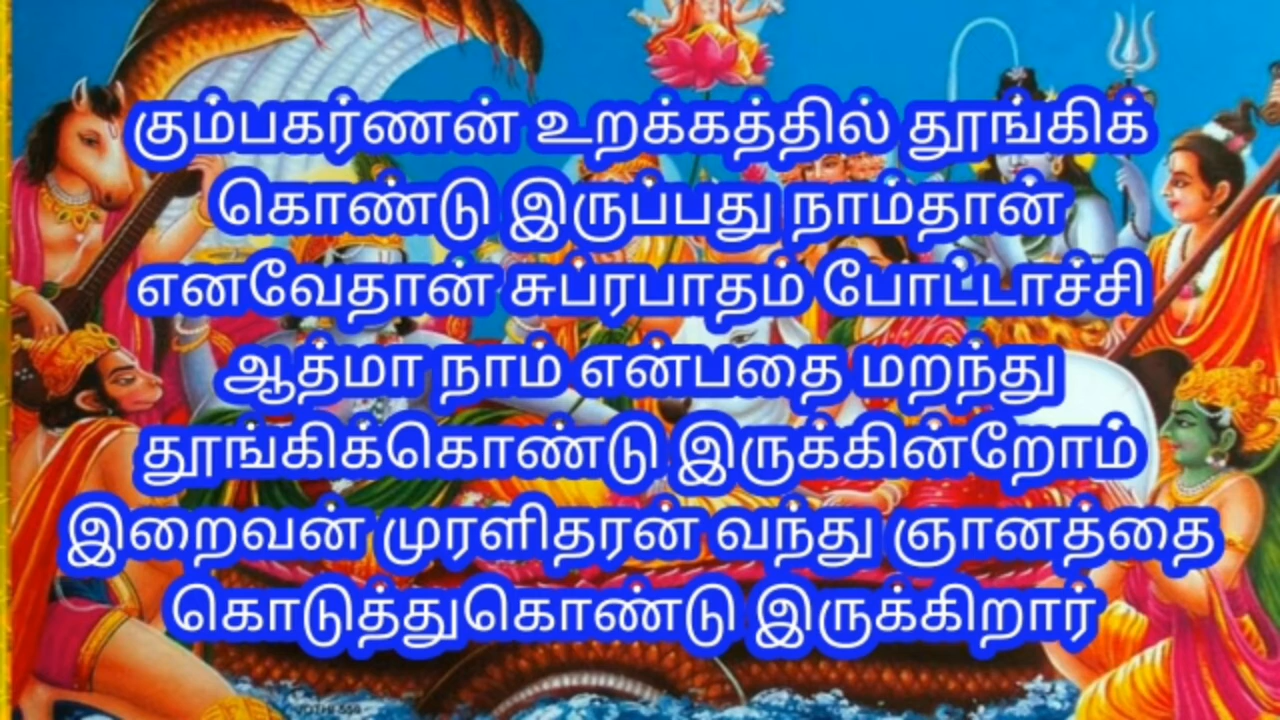 கும்பகர்ணன் உறக்கத்தில் தூங்கிக்
கொண்டு இருப்பது நாம்தான்
எனவேதான் சுப்ரபாதம் போட்டாச்சி
ஆத்மா நாம் என்பதை மறந்து
தூங்கிக்கொண்டு இருக்கின்றோம்
இறைவன் முரளிதரன் வந்து ஞானத்தை
கொடுத்துகொண்டு இருக்கிறார்